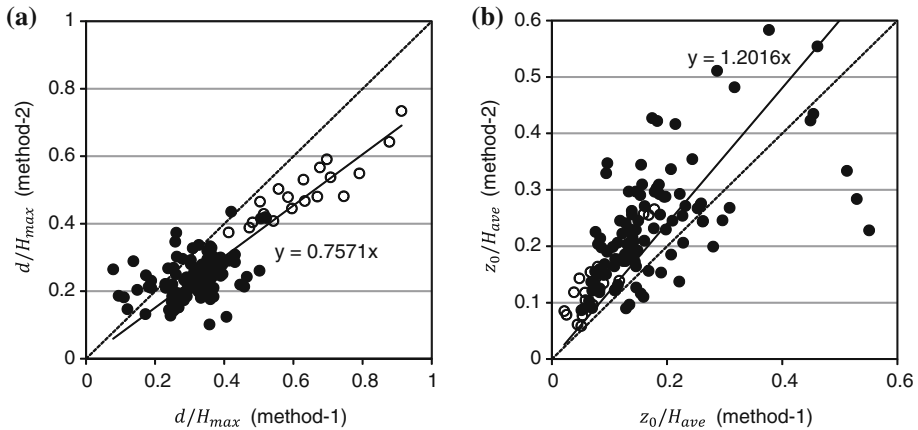 (a)
1
0.8
0.6
0.4
0.2
0
0
0.2
0.4
0.6
0.8
1
y = 0.7571x
d/H_max (method-2)
d/H_max (method-1)
(b)
0.6
0.5
0.4
0.3
0.2
0.1
0
0
0.2
0.4
0.6
y = 1.2016x
z_0/H_ave (method-2)
z_0/H_ave (method-1)